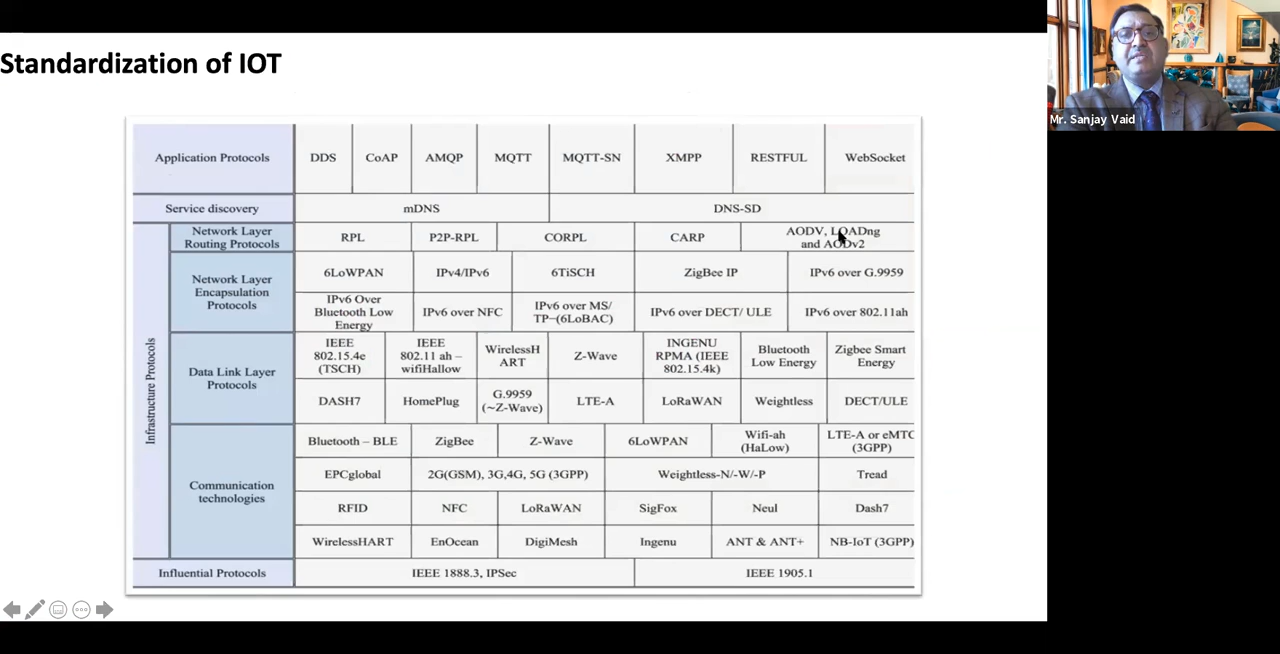 Standardization of IOT
Mr. Sanjay Vaid
Application Protocols
DDS
CoAP
AMQP
MQTT
MQTT-SN
XMPP
RESTFUL
WebSocket
Service discovery
mDNS
DNS-SD
Infrastructure Protocols
Network Layer
Routing Protocols
RPL
P2P-RPL
CORPL
CARP
AODV, LOADng
and AODv2
Network Layer
Encapsulation
Protocols
6LoWPAN
IPv4/IPv6
6TiSCH
ZigBee IP
IPv6 over G.9959
IPv6 Over
Bluetooth Low
Energy
IPv6 over NFC
IPv6 over MS/
TP-(6LoBAC)
IPv6 over DECT/ ULE
IPv6 over 802.11ah
Data Link Layer
Protocols
IEEE
802.15.4e
(TSCH)
IEEE
802.11 ah –
wifiHallow
WirelessH
ART
Z-Wave
INGENU
RPMA (IEEE
802.15.4k)
Bluetooth
Low Energy
Zigbee Smart
Energy
DASH7
HomePlug
G.9959
(~Z-Wave)
LTE-A
LoRaWAN
Weightless
DECT/ULE
Communication
technologies
Bluetooth – BLE
ZigBee
Z-Wave
6LoWPAN
Wifi-ah
(HaLow)
LTE-A or eMTC
(3GPP)
EPCglobal
2G(GSM), 3G,4G, 5G (3GPP)
Weightless-N/-W/-P
Tread
RFID
NFC
LoRaWAN
SigFox
Neul
Dash7
WirelessHART
EnOcean
DigiMesh
Ingenu
ANT & ANT+
NB-IoT (3GPP)
Influential Protocols
IEEE 1888.3, IPSec
IEEE 1905.1